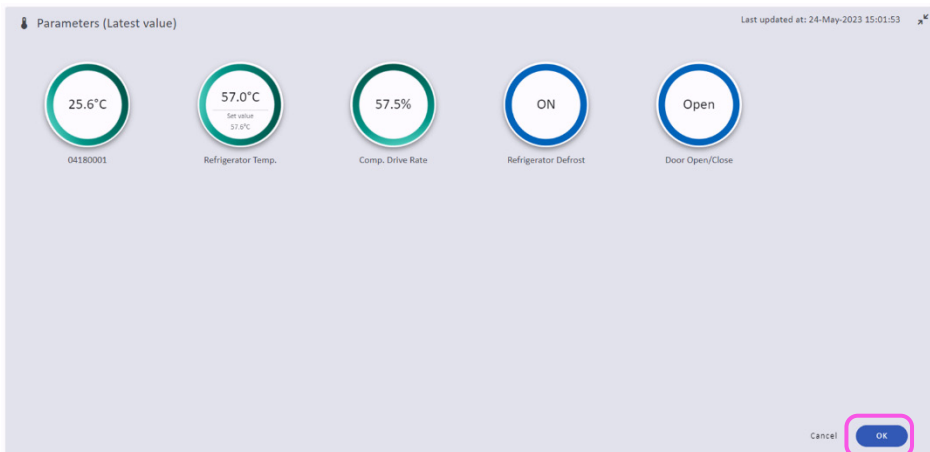 Parameters (Latest value)
Last updated at: 24-May-2023 15:01:53
25.6°C
04180001
57.0°C
Set value
57.6°C
Refrigerator Temp.
57.5%
Comp. Drive Rate
ON
Refrigerator Defrost
Open
Door Open/Close
Cancel
OK